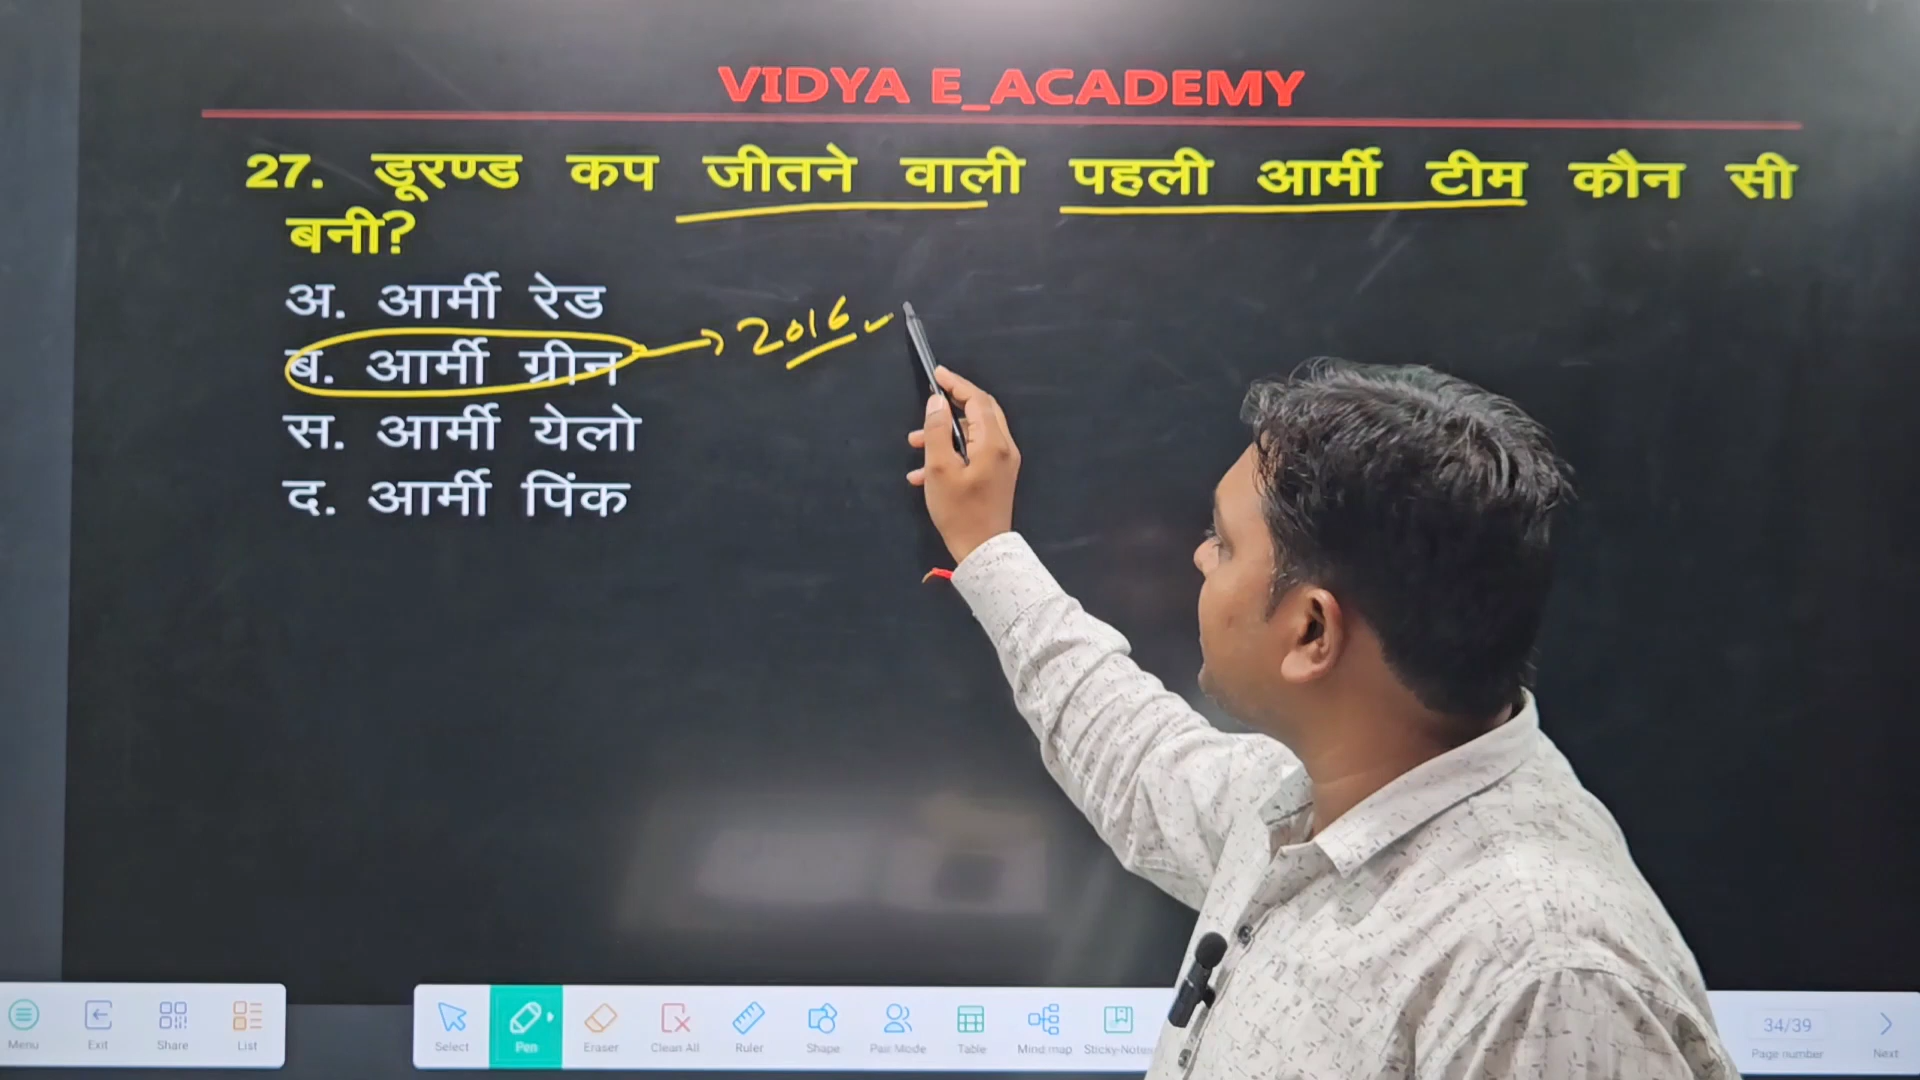 VIDYA E_ACADEMY
27. डूरण्ड कप जीतने वाली पहली आर्मी टीम कौन सी
बनी?
अ. आर्मी रेड
ब. आर्मी ग्रीन
2016
स. आर्मी येलो
द. आर्मी पिंक
Menu Exit Share List Select Pen Eraser Clean All Ruler Shape Pair Mode Table Mind map Sticky-Notes
34/39
Page number Next